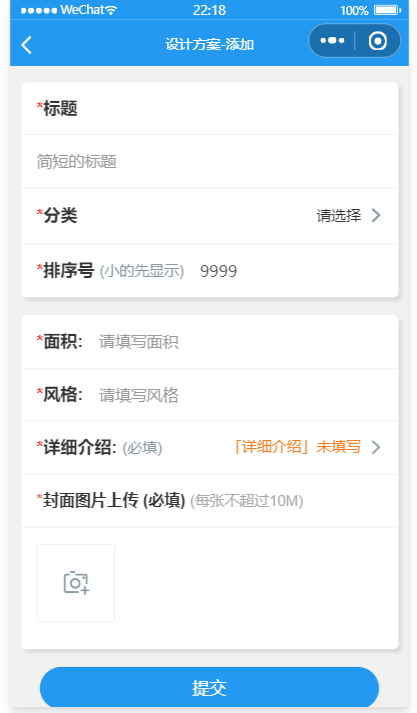 WeChat 22:18 100%
设计方案-添加
*标题
简短的标题
*分类 请选择
*排序号 (小的先显示) 9999
*面积: 请填写面积
*风格: 请填写风格
*详细介绍: (必填) 「详细介绍」未填写
*封面图片上传 (必填) (每张不超过10M)
提交